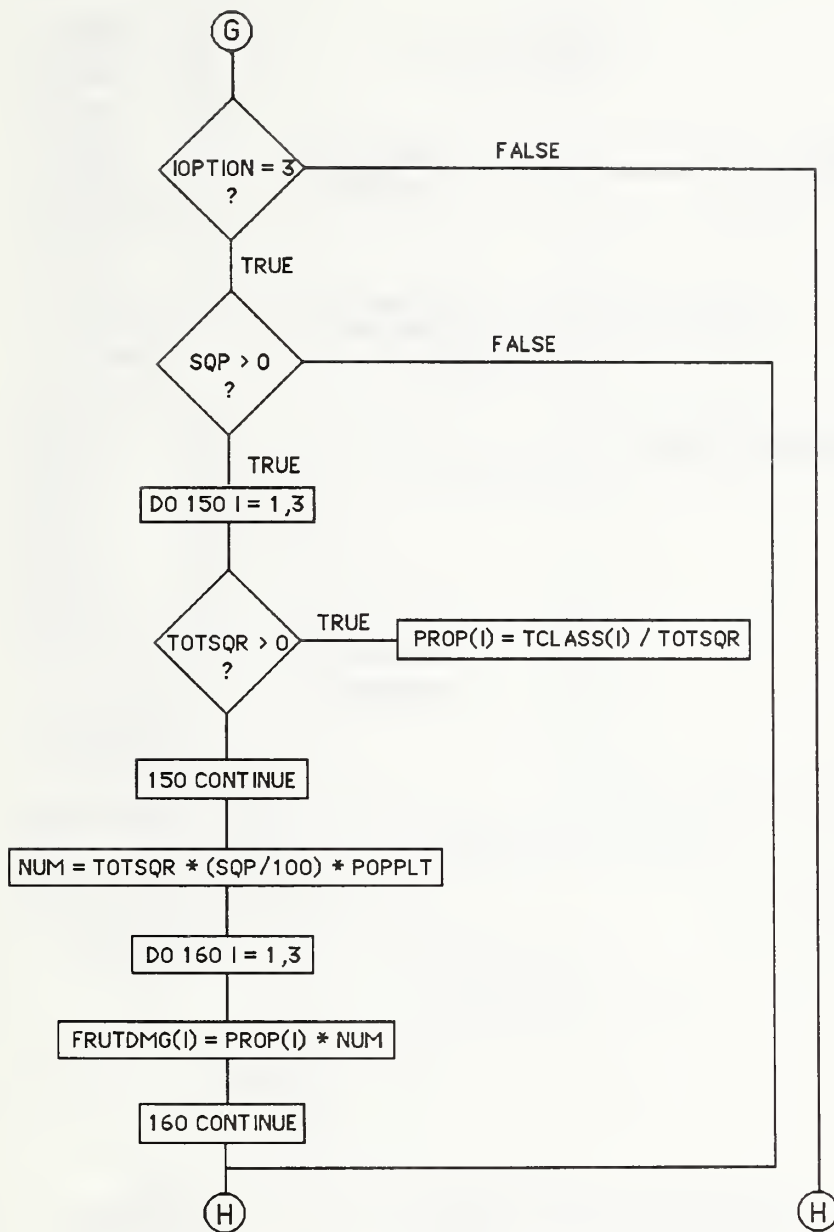 G
IOPTION = 3
?
FALSE
TRUE
SQP > 0
?
FALSE
TRUE
DO 150 I = 1,3
TOTSQR > 0
?
TRUE
PROP(I) = TCLASS(I) / TOTSQR
150 CONTINUE
NUM = TOTSQR * (SQP/100) * POPPLT
DO 160 I = 1,3
FRUTDMG(I) = PROP(I) * NUM
160 CONTINUE
H
H